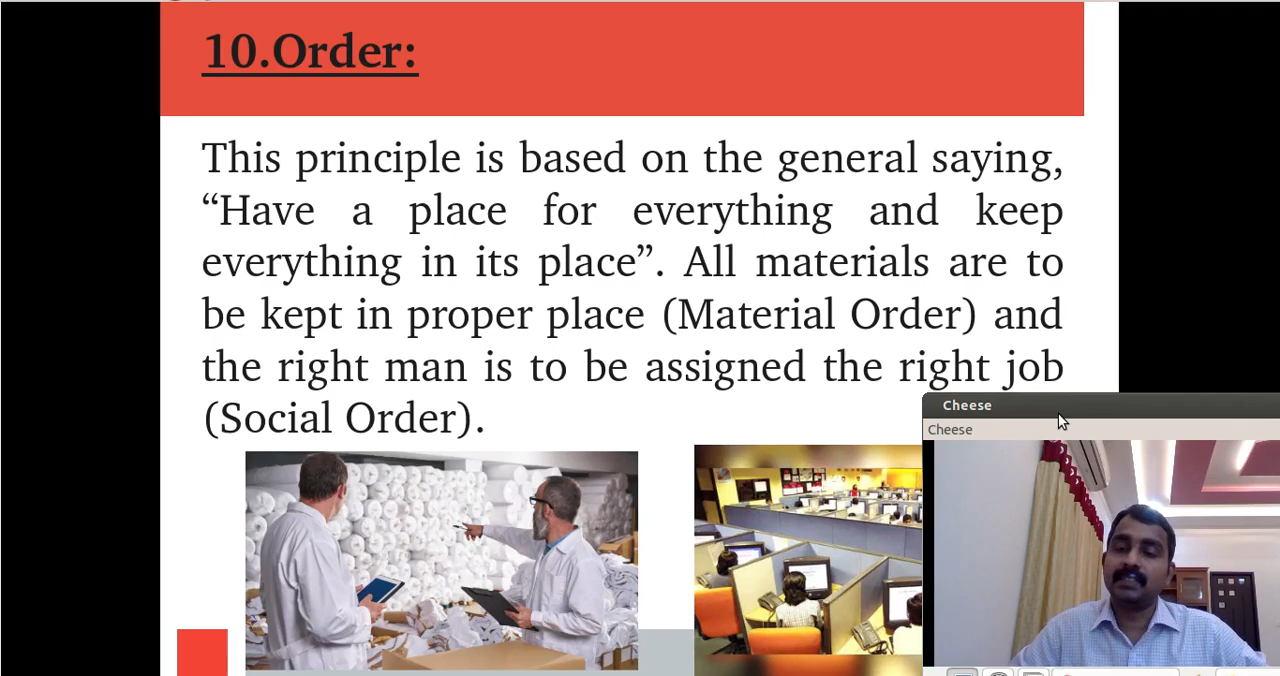 10.Order:
This principle is based on the general saying,
“Have a place for everything and keep
everything in its place”. All materials are to
be kept in proper place (Material Order) and
the right man is to be assigned the right job
(Social Order).
Cheese
Cheese